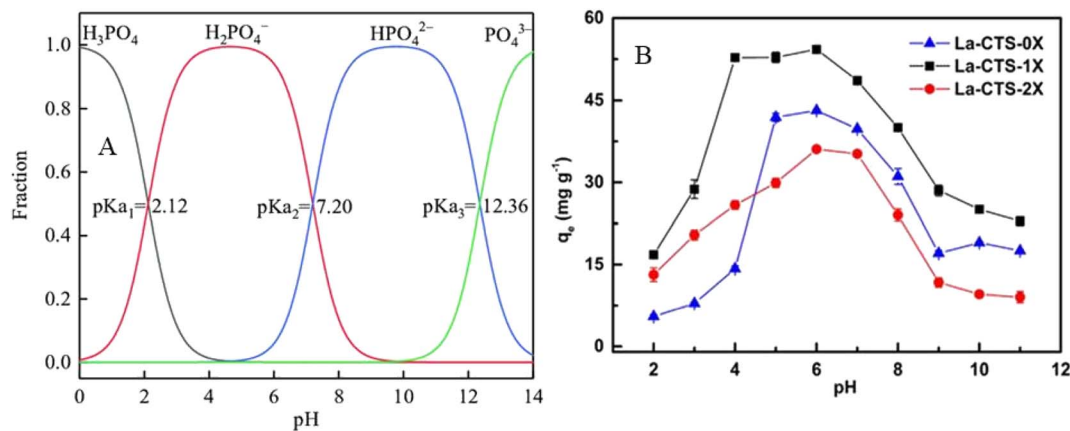 A
H₃PO₄ H₂PO₄⁻ HPO₄²⁻ PO₄³⁻
pKa₁= 2.12 pKa₂= 7.20 pKa₃= 12.36
Fraction
1.0
0.8
0.6
0.4
0.2
0.0
0 2 4 6 8 10 12 14
pH
B
La-CTS-0X
La-CTS-1X
La-CTS-2X
qₑ (mg g⁻¹)
60
45
30
15
0
2 4 6 8 10 12
pH